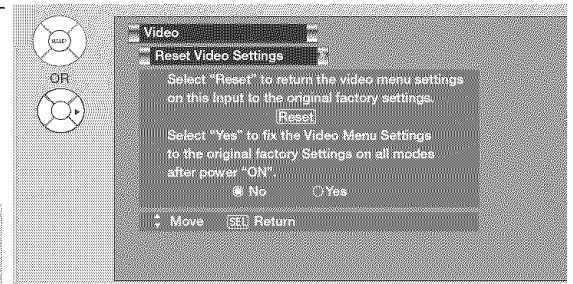 RESET
OR
Video
Reset Video Settings
Select "Reset" to return the video menu settings
on this Input to the original factory settings.
Reset
Select "Yes" to fix the Video Menu Settings
to the original factory Settings on all modes
after power "ON".
No Yes
Move SEL Return